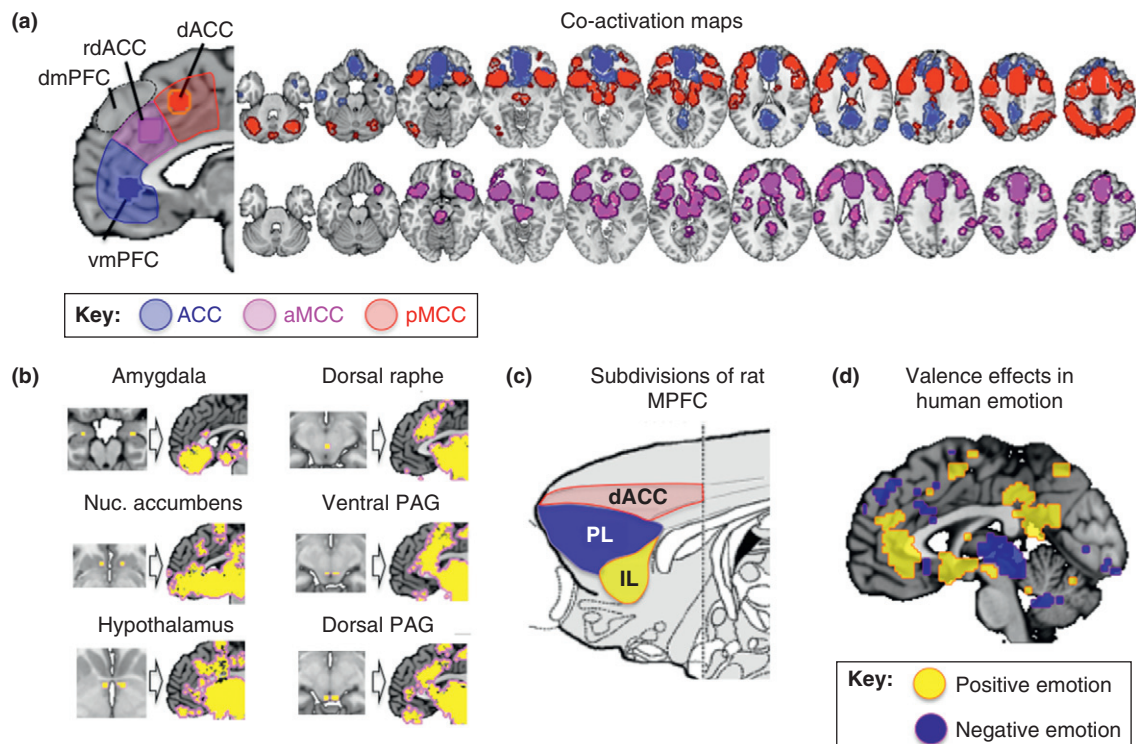 (a)
dACC
Co-activation maps
rdACC
dmPFC
vmPFC
Key: ACC aMCC pMCC
(b)
Amygdala
Dorsal raphe
Nuc. accumbens
Ventral PAG
Hypothalamus
Dorsal PAG
(c)
Subdivisions of rat
MPFC
dACC
PL
IL
(d)
Valence effects in
human emotion
Key: Positive emotion
Negative emotion